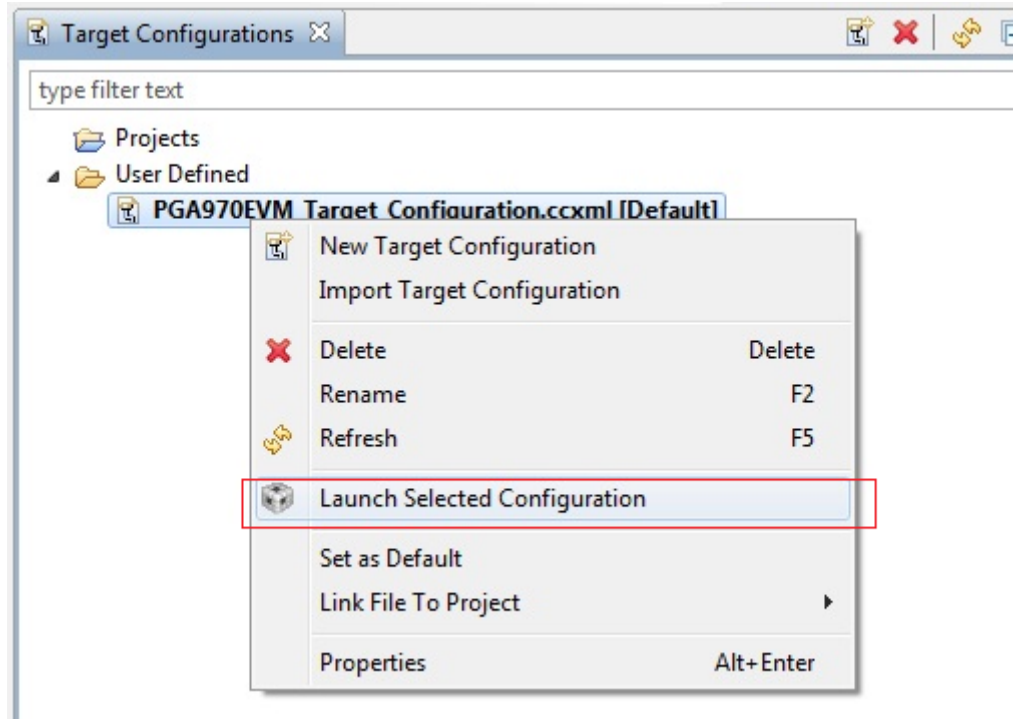 Target Configurations
type filter text
Projects
User Defined
PGA970EVM_Target_Configuration.ccxml [Default]
New Target Configuration
Import Target Configuration
Delete Delete
Rename F2
Refresh F5
Launch Selected Configuration
Set as Default
Link File To Project
Properties Alt+Enter